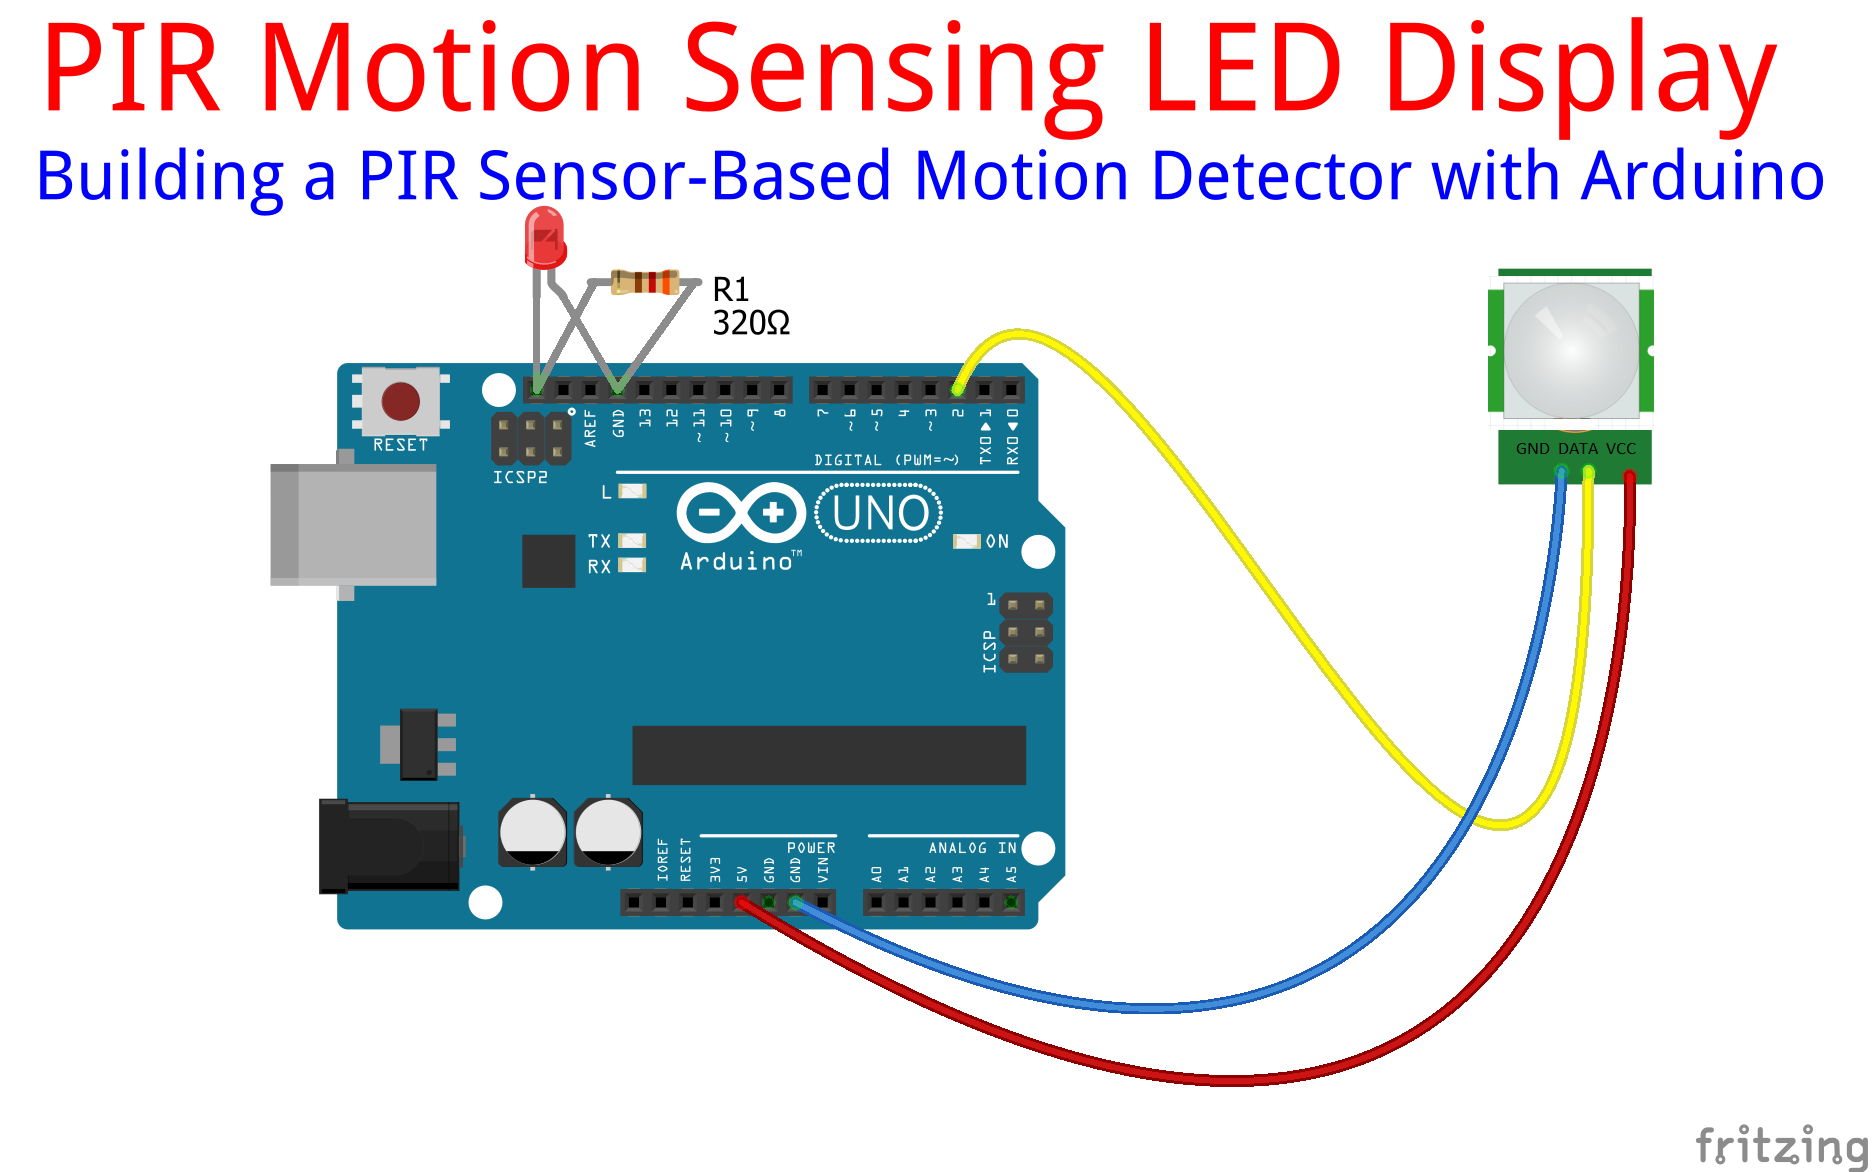 PIR Motion Sensing LED Display
Building a PIR Sensor-Based Motion Detector with Arduino
R1
320Ω
RESET
ICSP2
AREF
GND
13
12
~11
~10
~9
8
7
~6
~5
4
~3
2
TX0▶1
RX0◀0
DIGITAL (PWM=~)
L
TX
RX
Arduino™
UNO
ON
1
ICSP
GND DATA VCC
POWER
ANALOG IN
IOREF
RESET
3V3
5V
GND
GND
VIN
A0
A1
A2
A3
A4
A5
fritzing